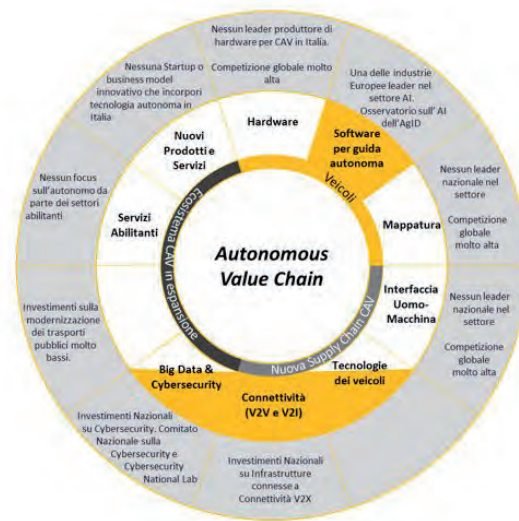 Nessun leader produttore di
hardware per CAV in Italia.
Competizione globale molto
alta
Una delle industrie
Europee leader nel
settore AI.
Osservatorio sull' AI
dell'AgID
Nessun leader
nazionale nel
settore
Competizione
globale
molto alta
Nessun leader
nazionale nel
settore
Competizione
globale
molto alta
Investimenti Nazionali
su Infrastrutture
connesse a
Connettività V2X
Investimenti Nazionali
su Cybersecurity. Comitato
Nazionale sulla
Cybersecurity e
Cybersecurity
National Lab
Investimenti sulla
modernizzazione
dei trasporti
pubblici molto
bassi.
Nessun focus
sull'autonomo da
parte dei settori
abilitanti
Nessuna Startup o
business model
innovativo che incorpori
tecnologia autonoma in
Italia
Hardware
Software
per guida
autonoma
Mappatura
Interfaccia
Uomo-
Macchina
Tecnologie
dei veicoli
Connettività
(V2V e V2I)
Big Data &
Cybersecurity
Servizi
Abilitanti
Nuovi
Prodotti e
Servizi
Veicoli
Nuova Supply Chain CAV
Ecosistema CAV in espansione
Autonomous
Value Chain